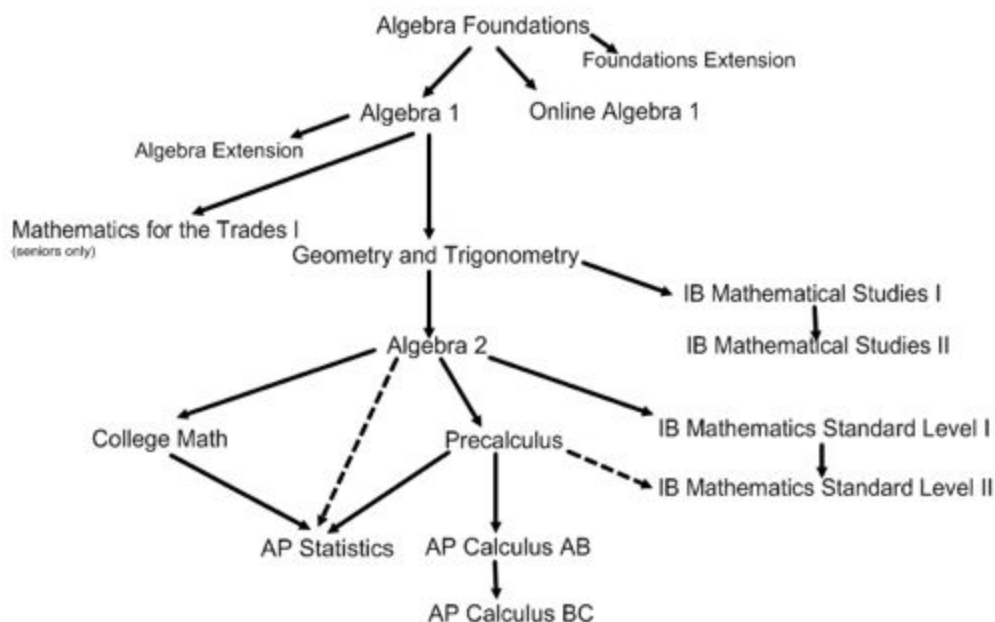 Algebra Foundations
Foundations Extension
Algebra 1
Online Algebra 1
Algebra Extension
Mathematics for the Trades I
(seniors only)
Geometry and Trigonometry
IB Mathematical Studies I
IB Mathematical Studies II
Algebra 2
College Math
Precalculus
IB Mathematics Standard Level I
IB Mathematics Standard Level II
AP Statistics
AP Calculus AB
AP Calculus BC